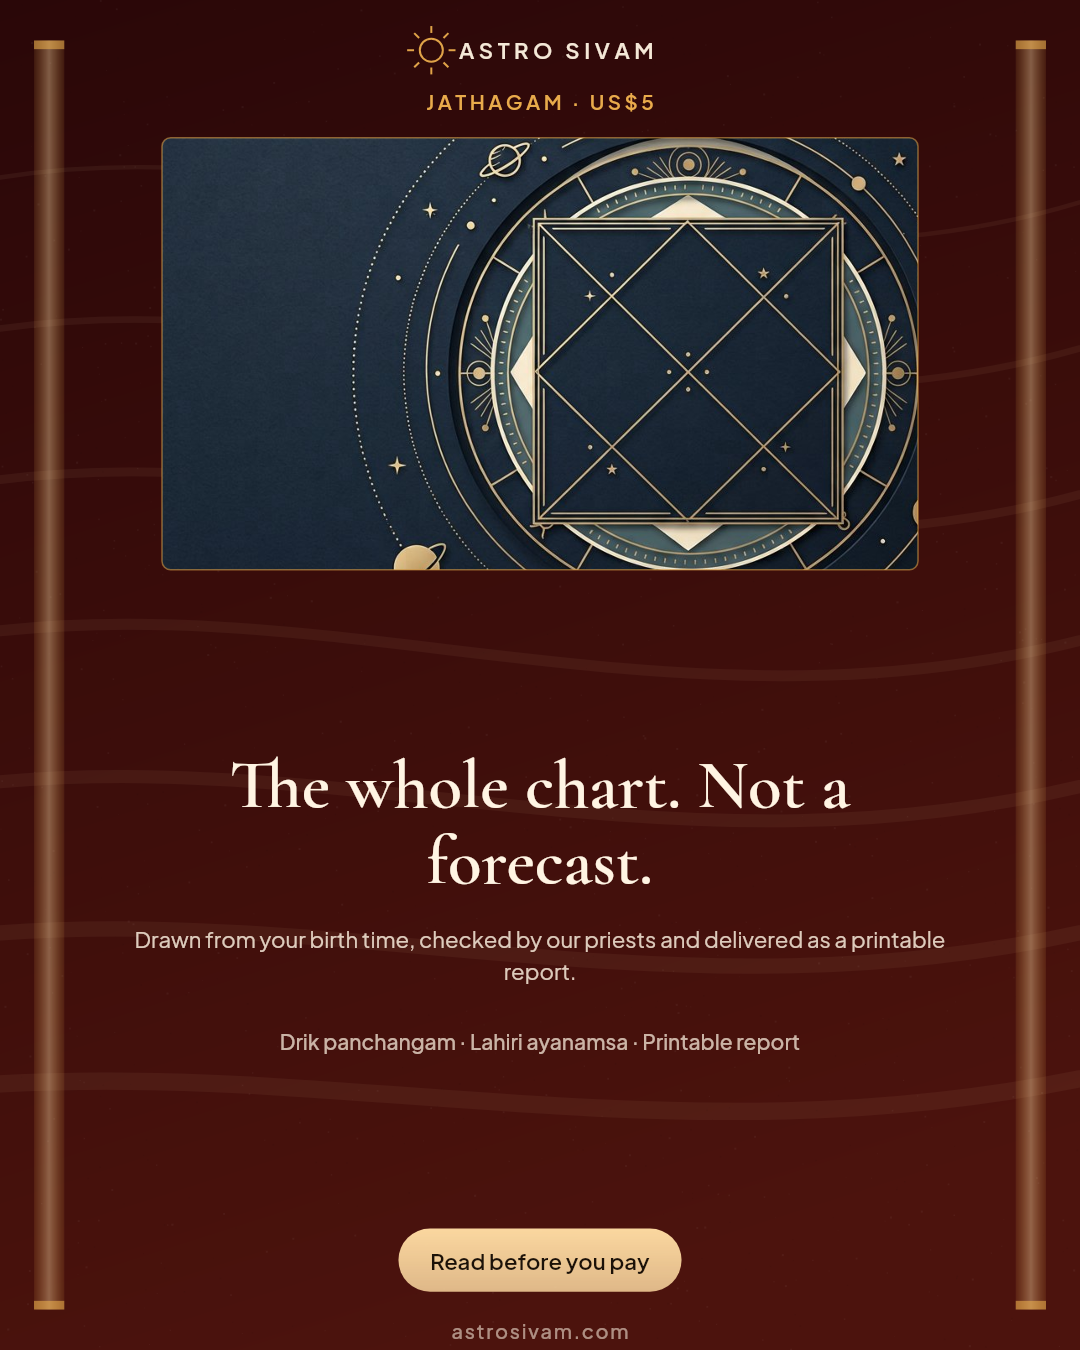 ASTRO SIVAM
JATHAGAM · US$5
The whole chart. Not a
forecast.
Drawn from your birth time, checked by our priests and delivered as a printable
report.
Drik panchangam · Lahiri ayanamsa · Printable report
Read before you pay
astrosivam.com